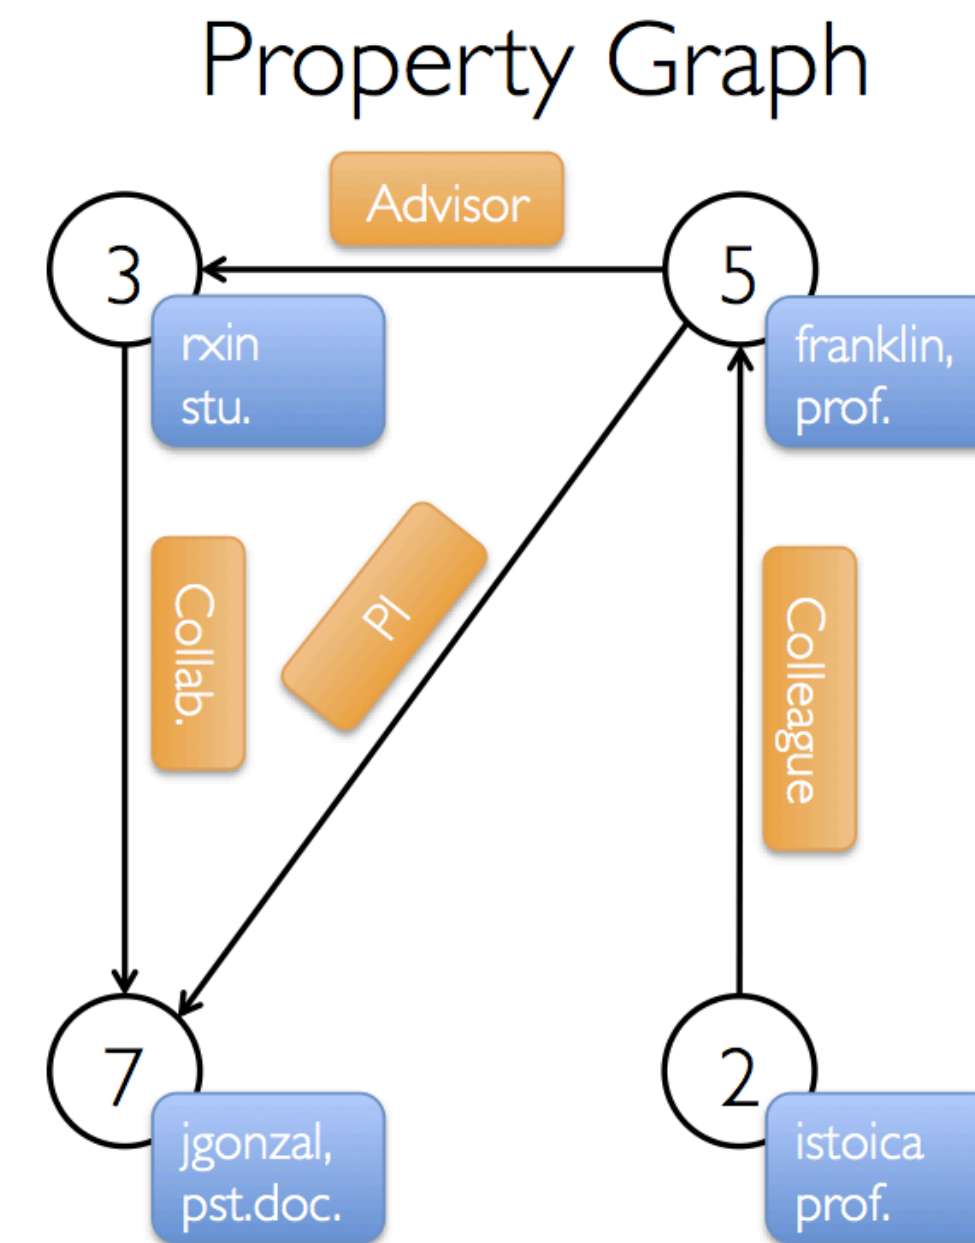 Property Graph
Advisor
3
5
rxin
stu.
franklin,
prof.
Collab.
PI
Colleague
7
2
jgonzal,
pst.doc.
istoica
prof.